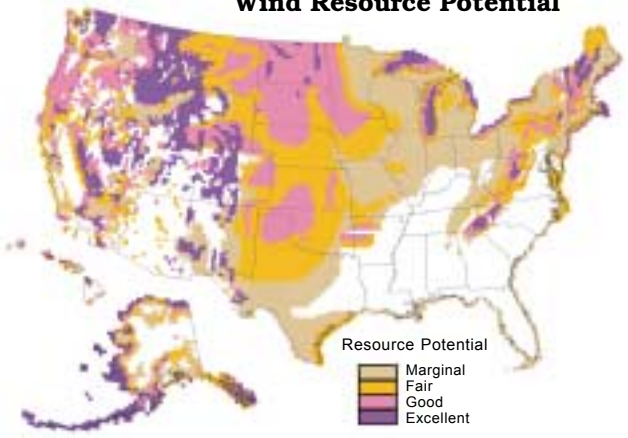 Wind Resource Potential
Resource Potential
Marginal
Fair
Good
Excellent